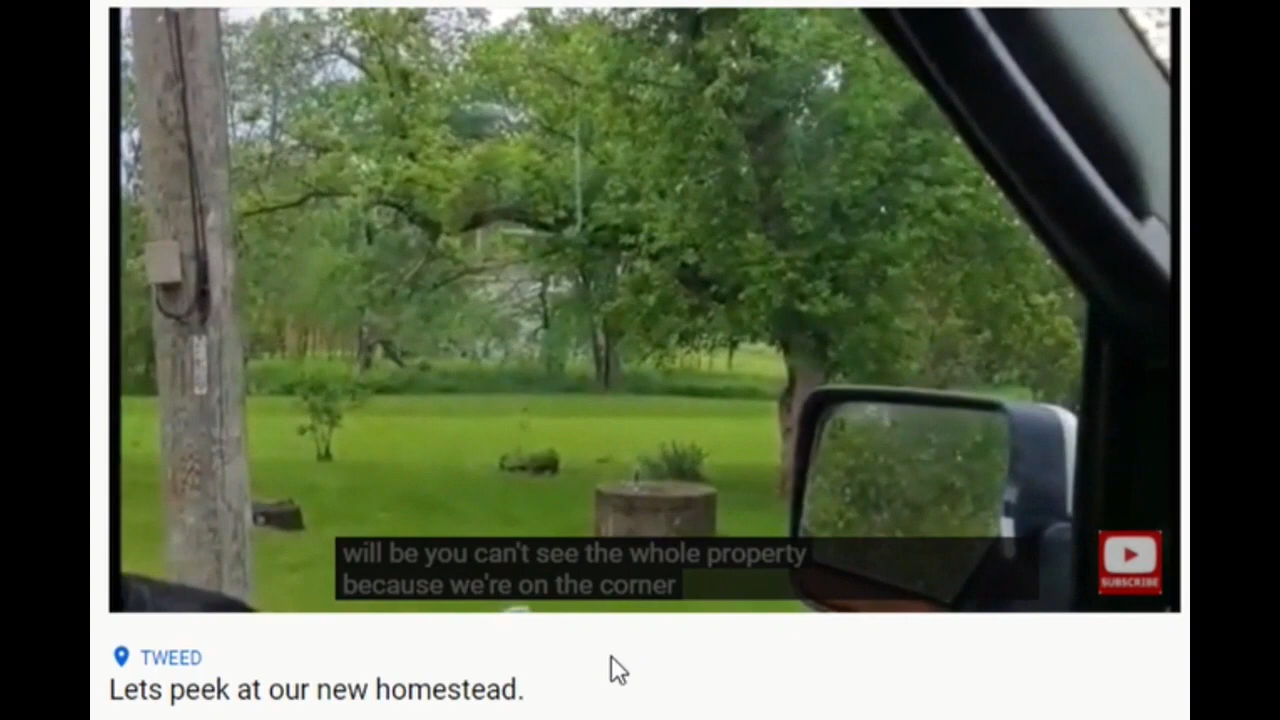 will be you can't see the whole property
because we're on the corner
SUBSCRIBE
TWEED
Lets peek at our new homestead.